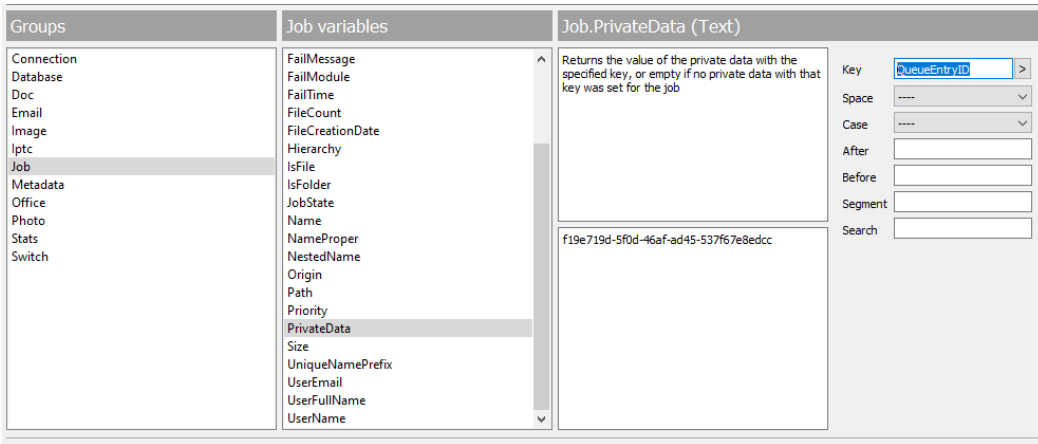 Groups
Connection
Database
Doc
Email
Image
Iptc
Job
Metadata
Office
Photo
Stats
Switch
Job variables
FailMessage
FailModule
FailTime
FileCount
FileCreationDate
Hierarchy
IsFile
IsFolder
JobState
Name
NameProper
NestedName
Origin
Path
Priority
PrivateData
Size
UniqueNamePrefix
UserEmail
UserFullName
UserName
Job.PrivateData (Text)
Returns the value of the private data with the
specified key, or empty if no private data with that
key was set for the job
f19e719d-5f0d-46af-ad45-537f67e8edcc
Key QueueEntryID >
Space ----
Case ----
After
Before
Segment
Search